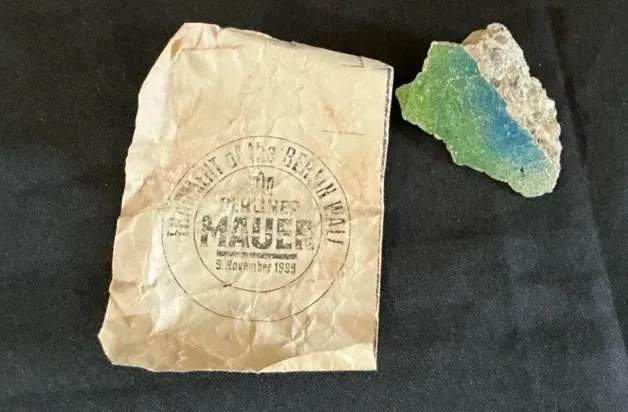 FRAGMENT of the BERLIN WALL
BERLINER
MAUER
9. November 1989